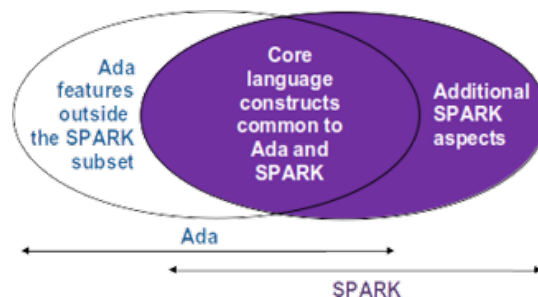 Ada
features
outside
the SPARK
subset
Core
language
constructs
common to
Ada and
SPARK
Additional
SPARK
aspects
Ada
SPARK